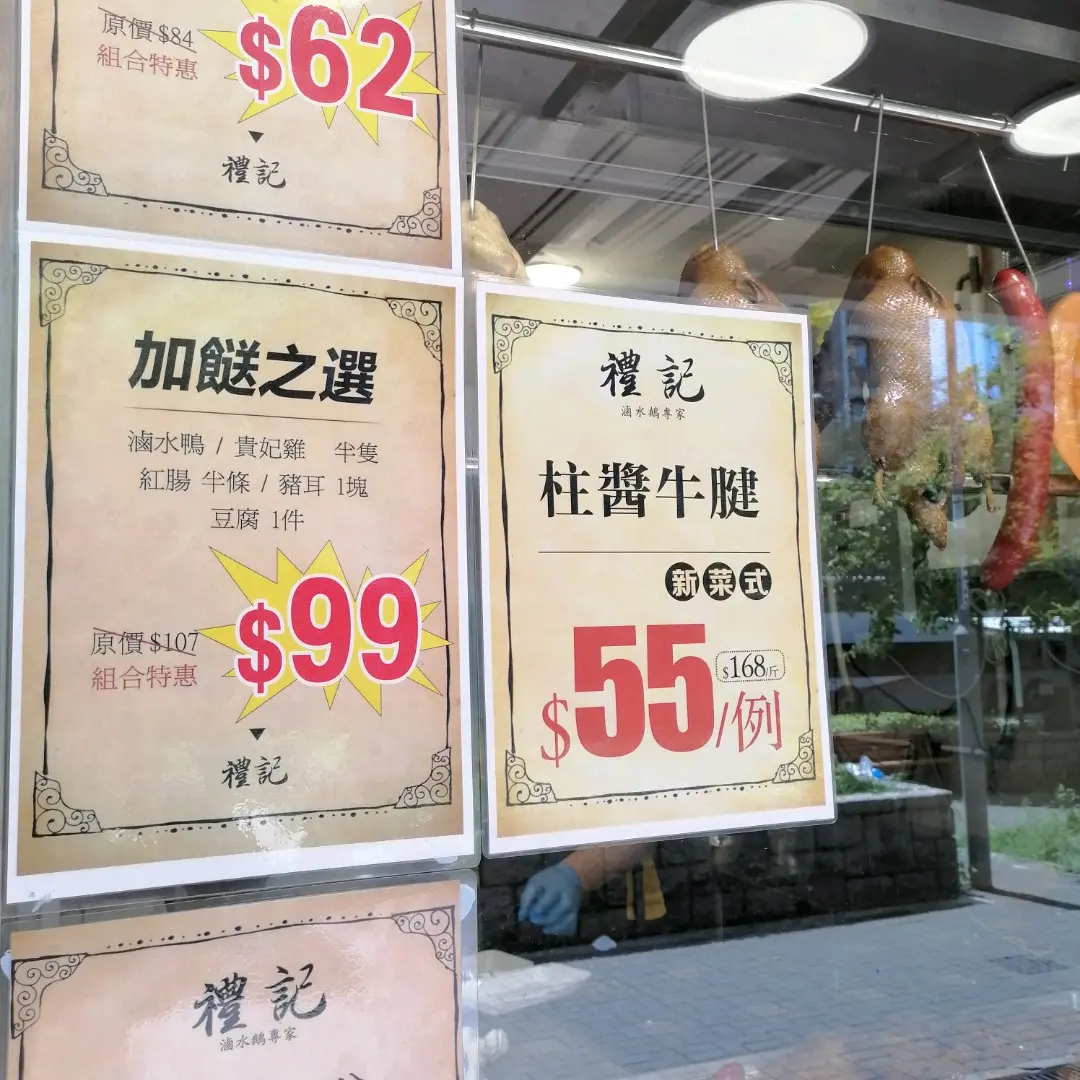 原價 $84
組合特惠
$62
禮記
加餸之選
滷水鴨 / 貴妃雞 半隻
紅腸 半條 / 豬耳 1塊
豆腐 1件
原價 $107
組合特惠
$99
禮記
禮記
滷水鵝專家
柱醬牛腱
新菜式
$55/例
$168/斤
禮記
滷水鵝專家